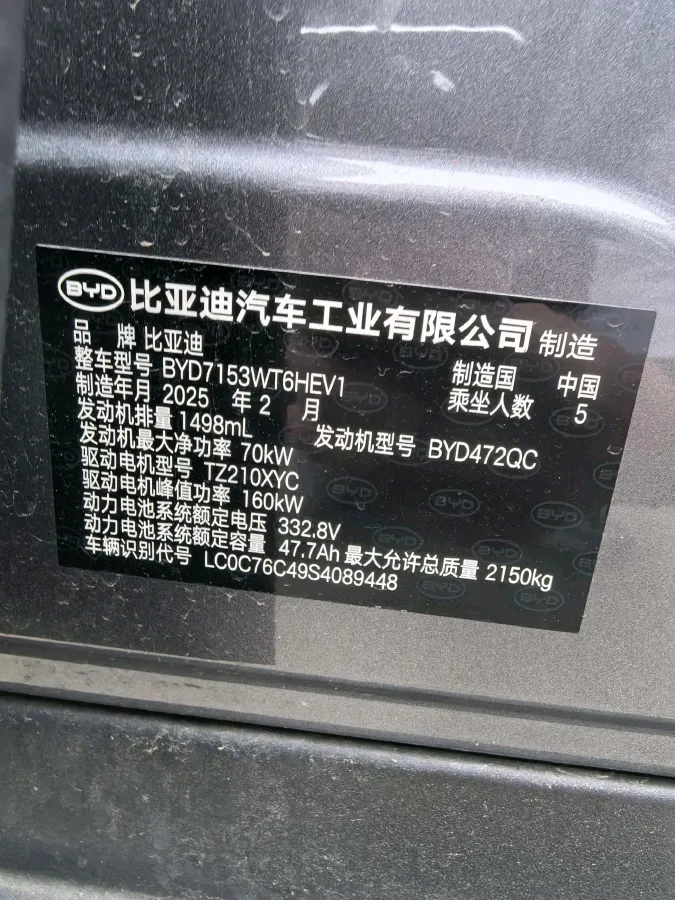 BYD 比亚迪汽车工业有限公司 制造
品 牌 比亚迪 制造国 中国
整车型号 BYD7153WT6HEV1 乘坐人数 5
制造年月 2025 年 2 月
发动机排量 1498mL 发动机型号 BYD472QC
发动机最大净功率 70kW
驱动电机型号 TZ210XYC
驱动电机峰值功率 160kW
动力电池系统额定电压 332.8V
动力电池系统额定容量 47.7Ah 最大允许总质量 2150kg
车辆识别代号 LC0C76C49S4089448